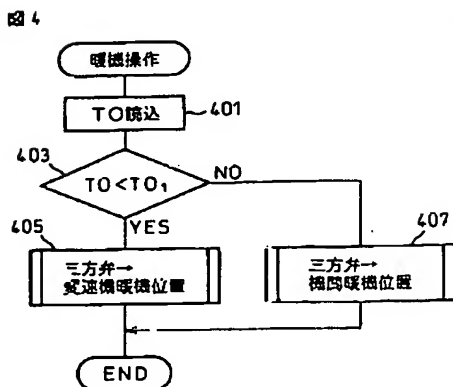 図 4
暖機操作
TO読込
401
403
TO<TO₁
NO
YES
405
407
三方弁→
変速機暖機位置
三方弁→
機関暖機位置
END